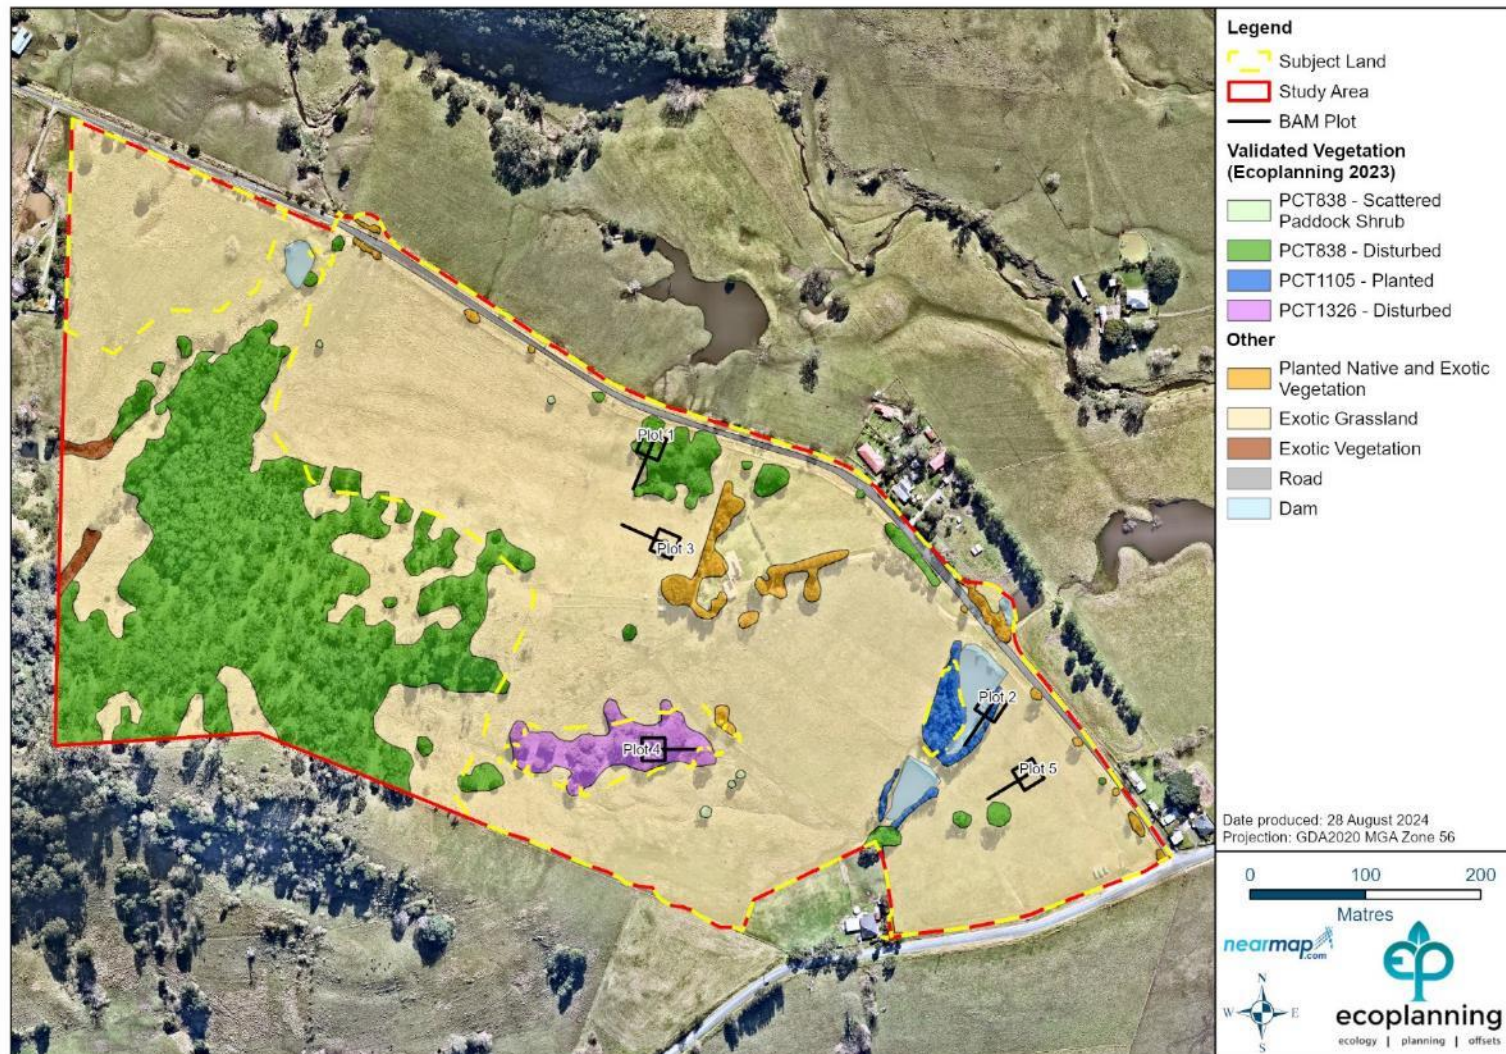 Plot 1
Plot 3
Plot 2
Plot 4
Plot 5
Legend
Subject Land
Study Area
BAM Plot
Validated Vegetation
(Ecoplanning 2023)
PCT838 - Scattered
Paddock Shrub
PCT838 - Disturbed
PCT1105 - Planted
PCT1326 - Disturbed
Other
Planted Native and Exotic
Vegetation
Exotic Grassland
Exotic Vegetation
Road
Dam
Date produced: 28 August 2024
Projection: GDA2020 MGA Zone 56
0 100 200
Matres
nearmap
.com
N
W E
S
ep
ecoplanning
ecology | planning | offsets